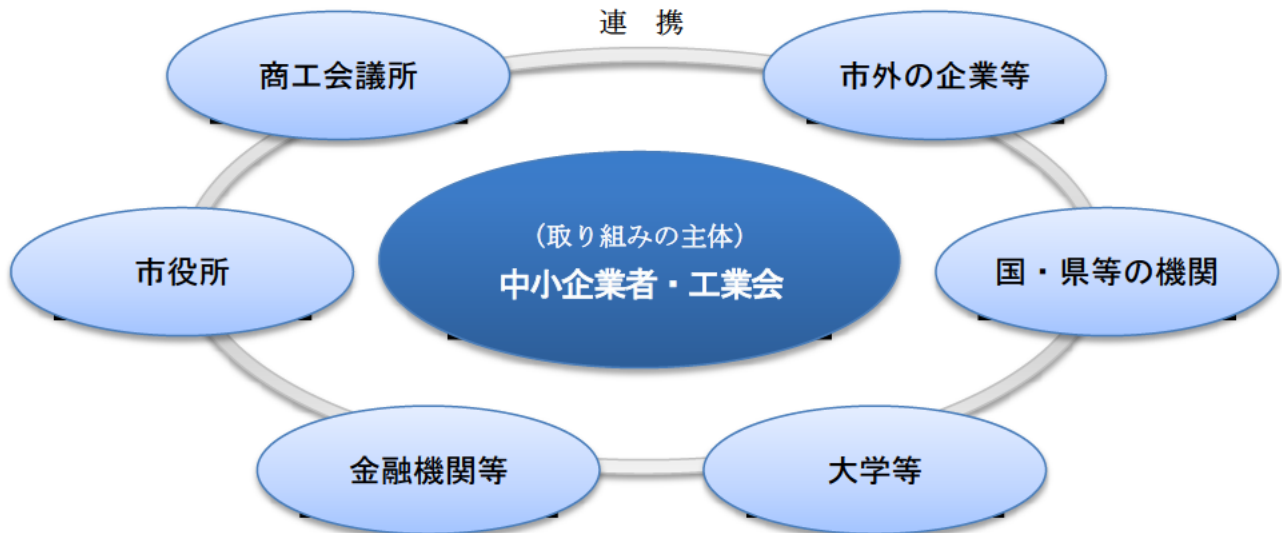 連 携
商工会議所
市外の企業等
(取り組みの主体)
中小企業者・工業会
市役所
国・県等の機関
金融機関等
大学等